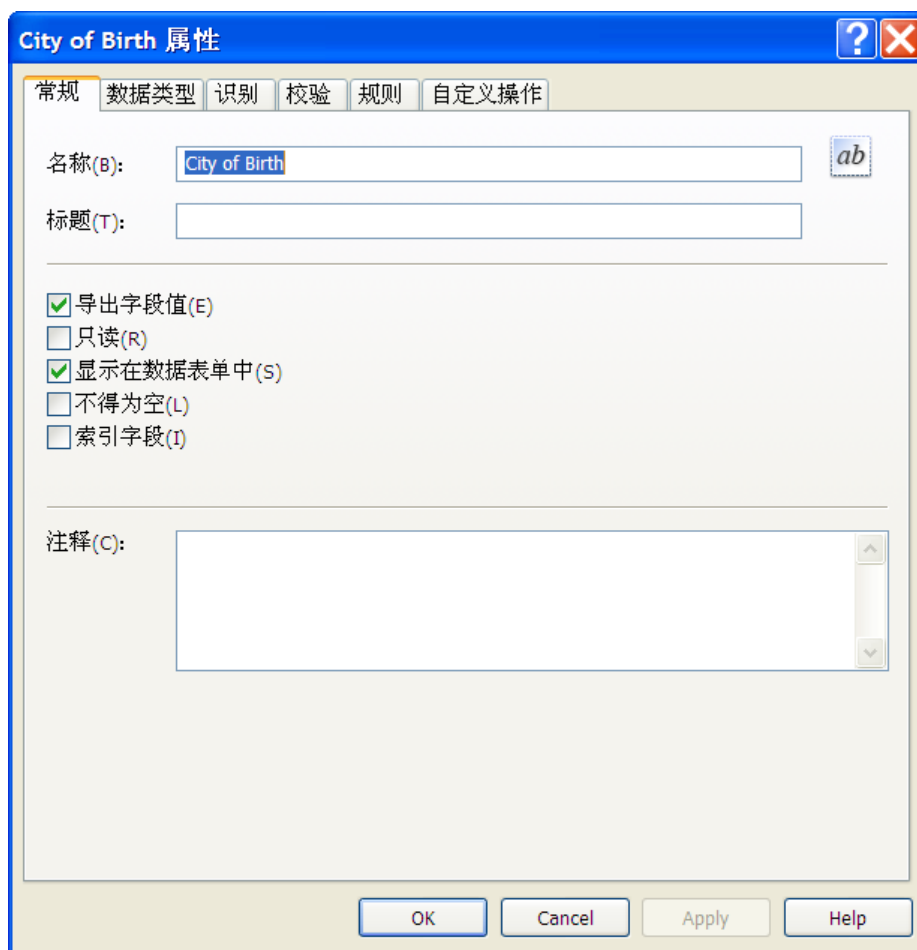 City of Birth 属性
常规 数据类型 识别 校验 规则 自定义操作
名称(B): City of Birth ab
标题(T):
导出字段值(E)
只读(R)
显示在数据表单中(S)
不得为空(L)
索引字段(I)
注释(C):
OK Cancel Apply Help